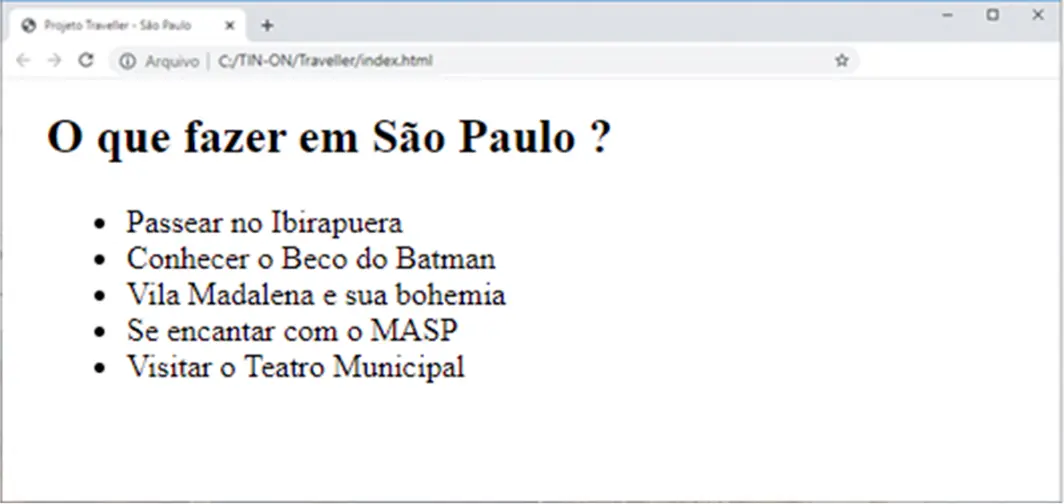 Projeto Traveller - São Paulo
Arquivo | C:/TIN-ON/Traveller/index.html
O que fazer em São Paulo ?
Passear no Ibirapuera
Conhecer o Beco do Batman
Vila Madalena e sua bohemia
Se encantar com o MASP
Visitar o Teatro Municipal